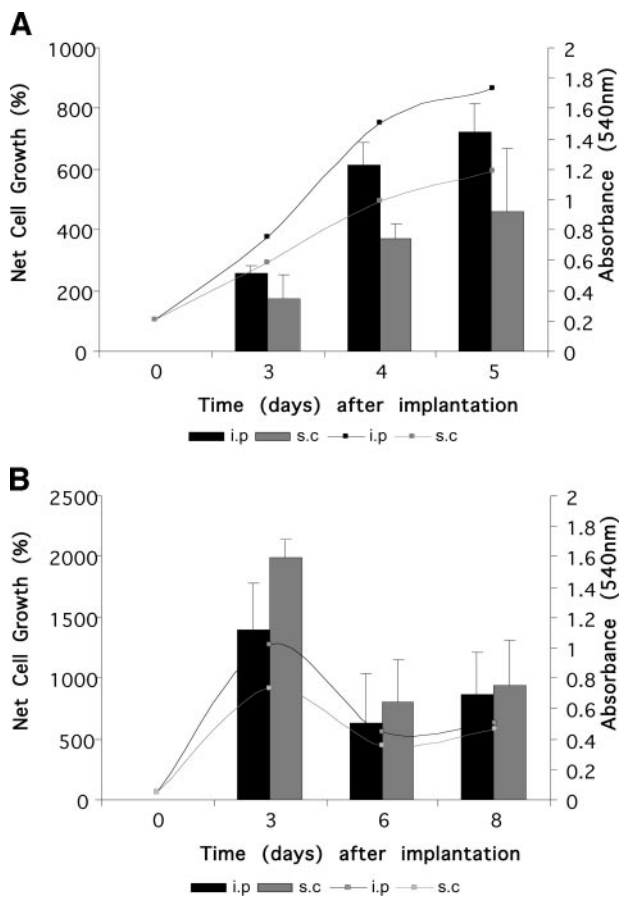 A
1000
800
600
400
200
0
Net Cell Growth (%)
2
1.8
1.6
1.4
1.2
1
0.8
0.6
0.4
0.2
0
Absorbance (540nm)
0 3 4 5
Time (days) after implantation
i.p s.c i.p s.c
B
2500
2000
1500
1000
500
0
Net Cell Growth (%)
2
1.8
1.6
1.4
1.2
1
0.8
0.6
0.4
0.2
0
Absorbance (540nm)
0 3 6 8
Time (days) after implantation
i.p s.c i.p s.c